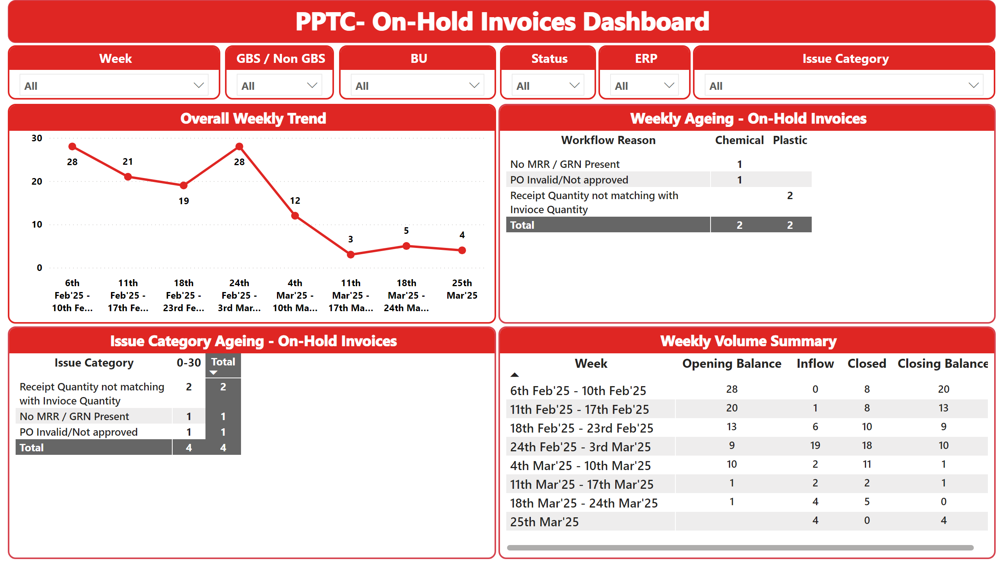 PPTC- On-Hold Invoices Dashboard
Week
GBS / Non GBS
BU
Status
ERP
Issue Category
All
All
All
All
All
All
Overall Weekly Trend
30
20
10
0
28
21
19
28
12
3
5
4
6th
Feb'25 -
10th Fe...
11th
Feb'25 -
17th Fe...
18th
Feb'25 -
23rd Fe...
24th
Feb'25 -
3rd Mar...
4th
Mar'25 -
10th Ma...
11th
Mar'25 -
17th Ma...
18th
Mar'25 -
24th Ma...
25th
Mar'25
Weekly Ageing - On-Hold Invoices
Workflow Reason Chemical Plastic
No MRR / GRN Present 1
PO Invalid/Not approved 1
Receipt Quantity not matching with 2
Invioce Quantity
Total 2 2
Issue Category Ageing - On-Hold Invoices
Issue Category 0-30 Total
Receipt Quantity not matching 2 2
with Invioce Quantity
No MRR / GRN Present 1 1
PO Invalid/Not approved 1 1
Total 4 4
Weekly Volume Summary
Week Opening Balance Inflow Closed Closing Balance
6th Feb'25 - 10th Feb'25 28 0 8 20
11th Feb'25 - 17th Feb'25 20 1 8 13
18th Feb'25 - 23rd Feb'25 13 6 10 9
24th Feb'25 - 3rd Mar'25 9 19 18 10
4th Mar'25 - 10th Mar'25 10 2 11 1
11th Mar'25 - 17th Mar'25 1 2 2 1
18th Mar'25 - 24th Mar'25 1 4 5 0
25th Mar'25 4 0 4